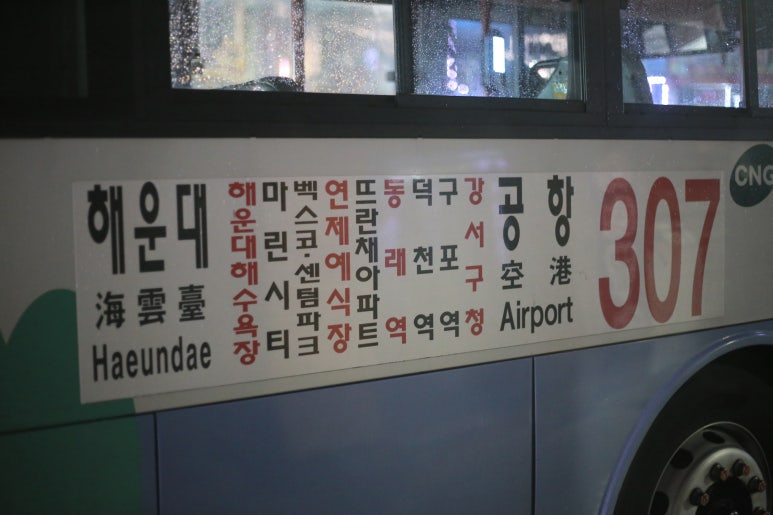 해운대
海雲臺
Haeundae
해운대해수욕장
마린시티
벡스코·센텀파크
연제예식장
뜨란채아파트
동래역
덕천역
구포역
강서구청
공항
空港
Airport
307
CNG